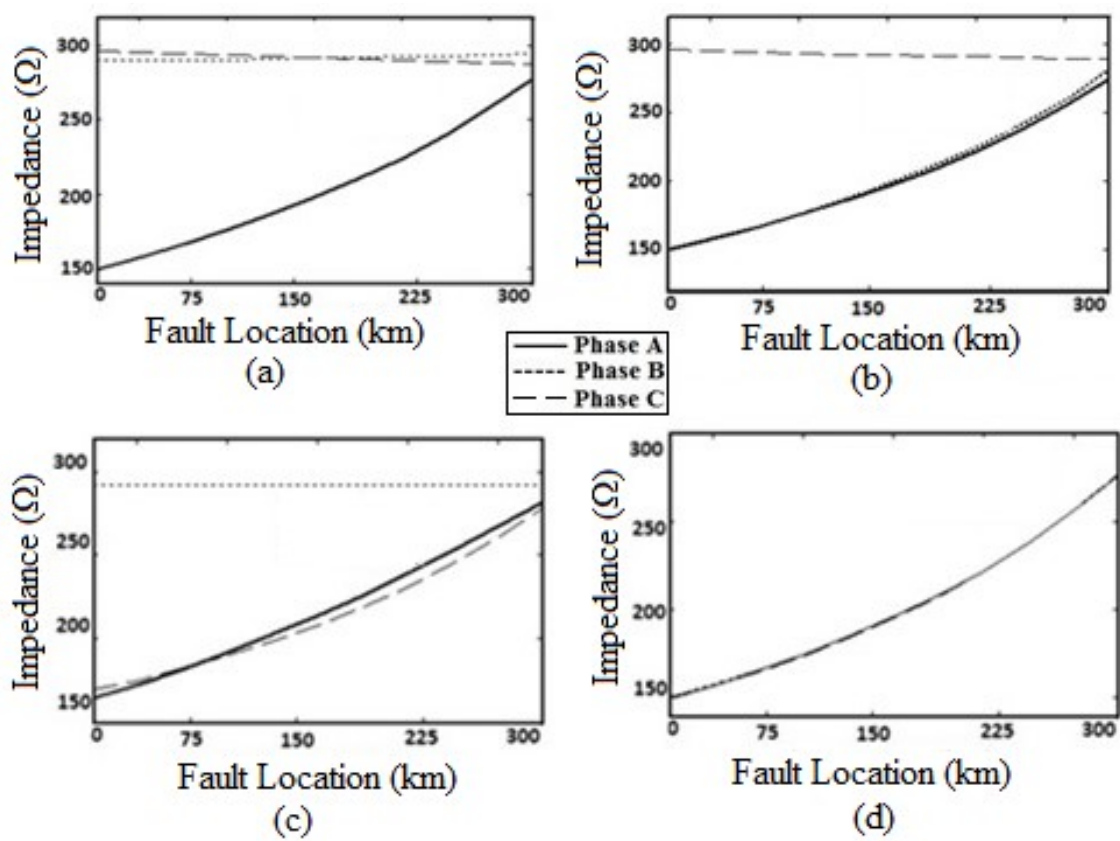 Impedance (Ω)
300
250
200
150
0 75 150 225 300
Fault Location (km)
(a)
Impedance (Ω)
300
250
200
150
0 75 150 225 300
Fault Location (km)
(b)
Phase A
Phase B
Phase C
Impedance (Ω)
300
250
200
150
0 75 150 225 300
Fault Location (km)
(c)
Impedance (Ω)
300
250
200
150
0 75 150 225 300
Fault Location (km)
(d)